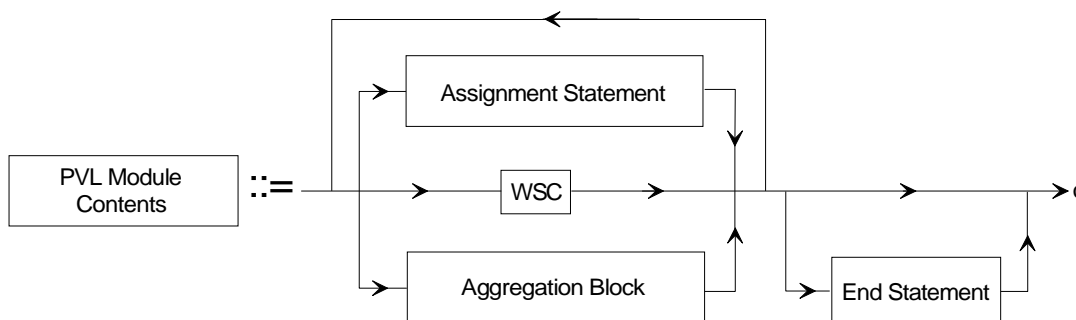 Assignment Statement
PVL Module
Contents
::=
WSC
Aggregation Block
End Statement